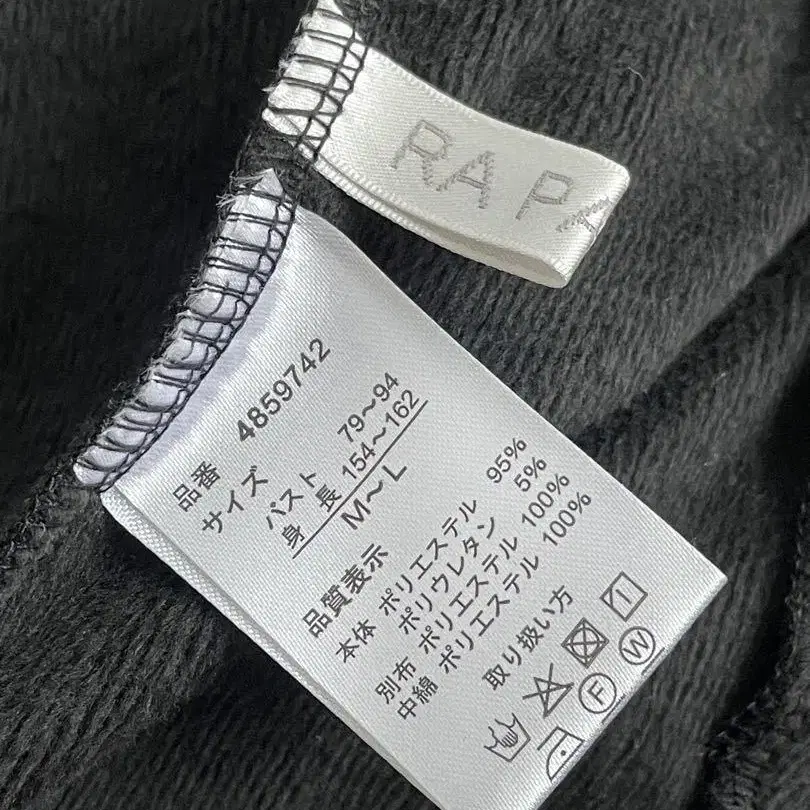 RAP
品番 4859742
サイズ
バスト 79～94
身長 154～162
M～L
品質表示
本体 ポリエステル 95%
ポリウレタン 5%
別布 ポリエステル 100%
中綿 ポリエステル 100%
取り扱い方
F W